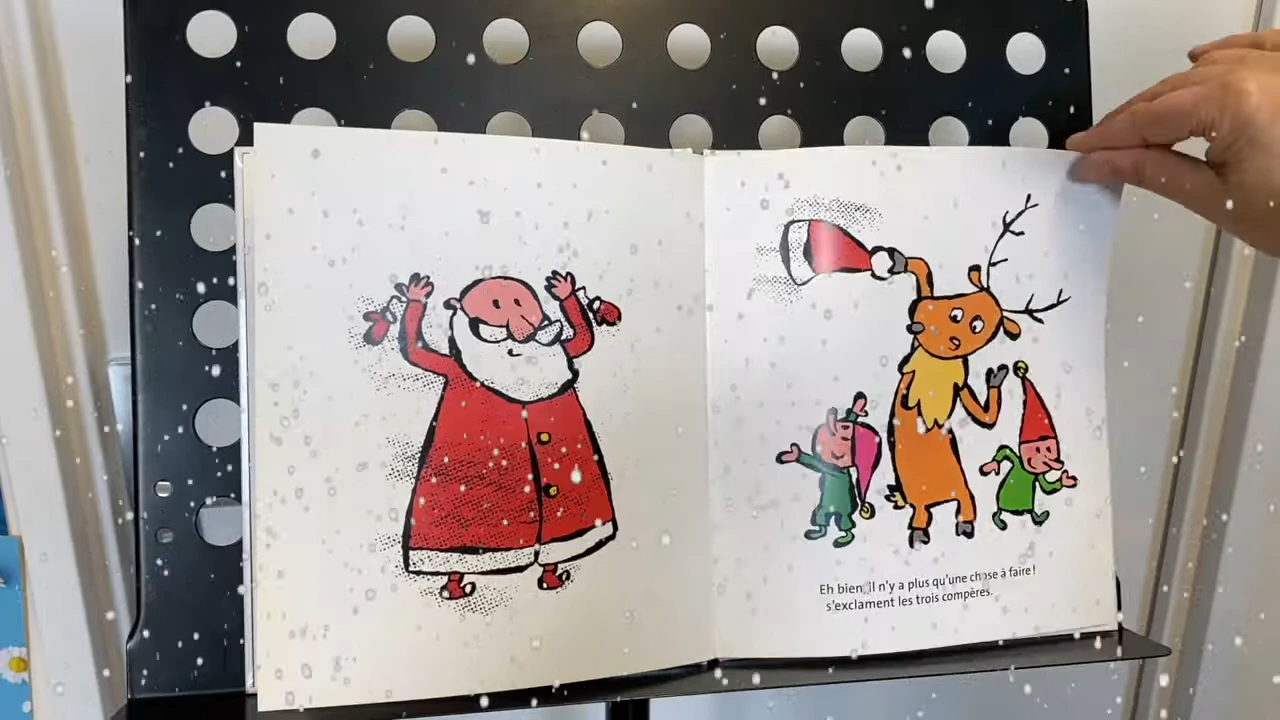 Eh bien, il n'y a plus qu'une chose à faire!
s'exclament les trois compères.